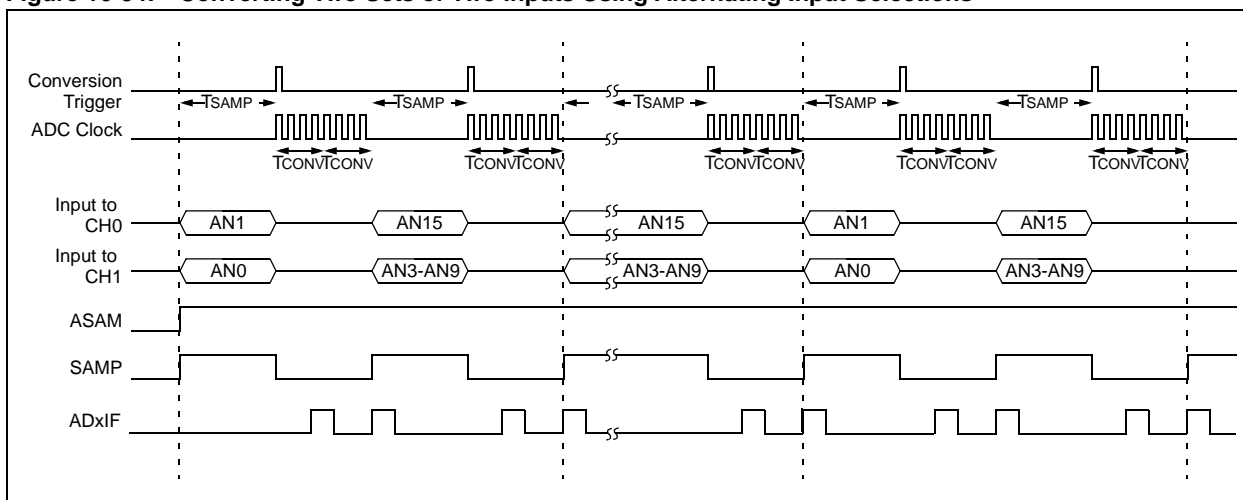 Figure Converting Two Sets of Two Inputs Using Alternating Input Selections
Conversion
Trigger
TSAMP TSAMP TSAMP TSAMP TSAMP
ADC Clock
TCONV TCONV TCONV TCONV TCONV TCONV TCONV TCONV TCONV TCONV
Input to
CH0
AN1 AN15 AN15 AN1 AN15
Input to
CH1
AN0 AN3-AN9 AN3-AN9 AN0 AN3-AN9
ASAM
SAMP
ADxIF